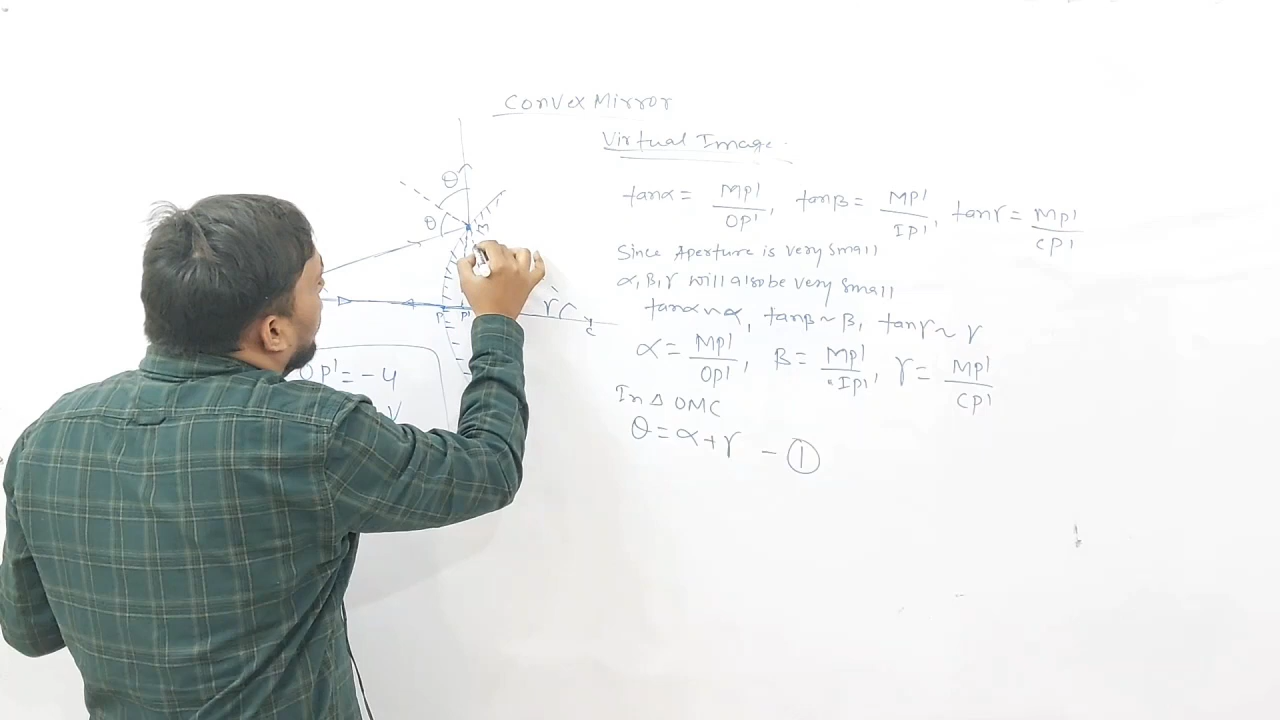 Convex Mirror
Virtual Image.
θ
θ
M
tanα = MP'/OP', tanβ = MP'/IP', tanγ = MP'/CP'
Since Aperture is very small
α, β, γ will also be very small
tanα ~ α, tanβ ~ β, tanγ ~ γ
γ
C
P P'
α = MP'/OP', β = MP'/IP', γ = MP'/CP'
OP' = -u
V
In Δ OMC
θ = α + γ - ①